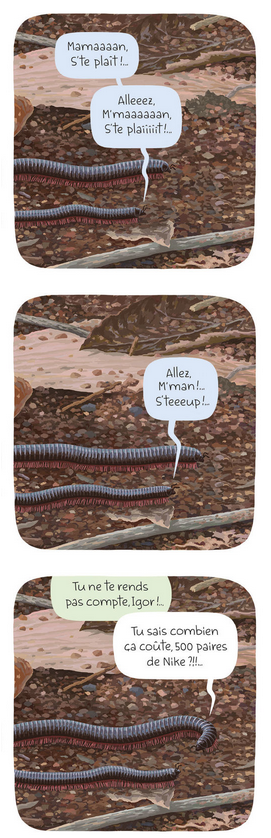 Mamaaaaan,
S'te plaît !...
Alleeez,
M'maaaaaan,
S'te plaiiiiit !...
Allez,
M'man !...
S'teeeup !...
Tu ne te rends
pas compte, Igor !...
Tu sais combien
ça coûte, 500 paires
de Nike ?!!...